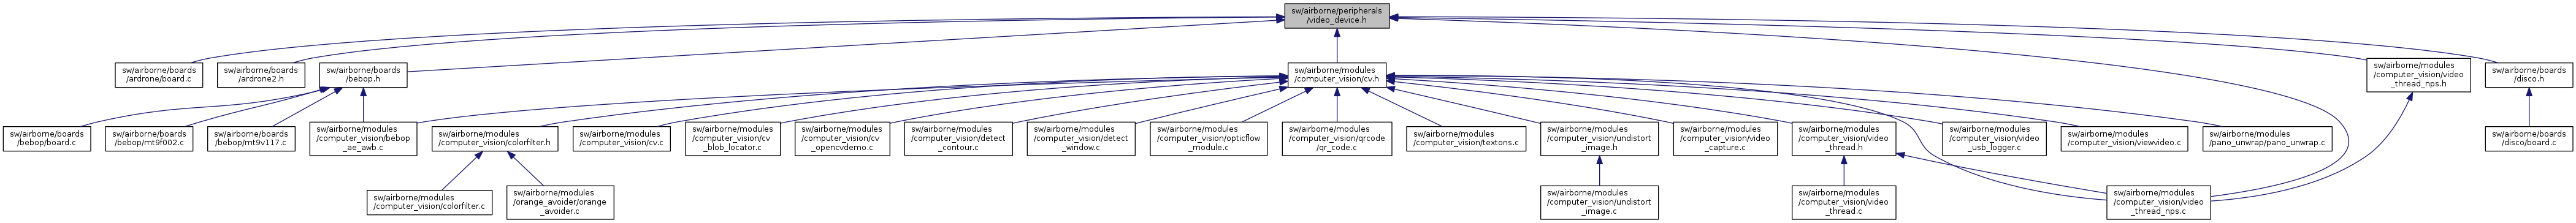 sw/airborne/peripherals
/video_device.h
sw/airborne/boards
/ardrone/board.c
sw/airborne/boards
/ardrone2.h
sw/airborne/boards
/bebop.h
sw/airborne/modules
/computer_vision/cv.h
sw/airborne/modules
/computer_vision/video
_thread_nps.h
sw/airborne/boards
/disco.h
sw/airborne/boards
/bebop/board.c
sw/airborne/boards
/bebop/mt9f002.c
sw/airborne/boards
/bebop/mt9v117.c
sw/airborne/modules
/computer_vision/bebop
_ae_awb.c
sw/airborne/modules
/computer_vision/colorfilter.h
sw/airborne/modules
/computer_vision/cv.c
sw/airborne/modules
/computer_vision/cv
_blob_locator.c
sw/airborne/modules
/computer_vision/cv
_opencvdemo.c
sw/airborne/modules
/computer_vision/detect
_contour.c
sw/airborne/modules
/computer_vision/detect
_window.c
sw/airborne/modules
/computer_vision/opticflow
_module.c
sw/airborne/modules
/computer_vision/qrcode
/qr_code.c
sw/airborne/modules
/computer_vision/textons.c
sw/airborne/modules
/computer_vision/undistort
_image.h
sw/airborne/modules
/computer_vision/video
_capture.c
sw/airborne/modules
/computer_vision/video
_thread.h
sw/airborne/modules
/computer_vision/video
_usb_logger.c
sw/airborne/modules
/computer_vision/viewvideo.c
sw/airborne/modules
/pano_unwrap/pano_unwrap.c
sw/airborne/boards
/disco/board.c
sw/airborne/modules
/computer_vision/colorfilter.c
sw/airborne/modules
/orange_avoider/orange
_avoider.c
sw/airborne/modules
/computer_vision/undistort
_image.c
sw/airborne/modules
/computer_vision/video
_thread.c
sw/airborne/modules
/computer_vision/video
_thread_nps.c